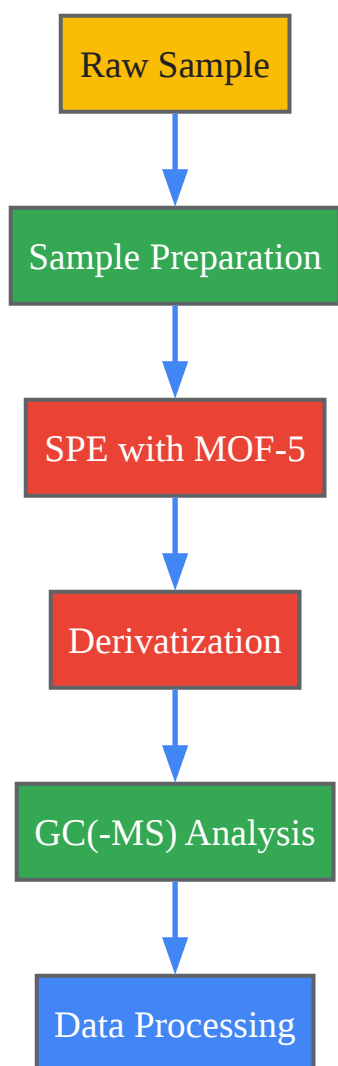 Raw Sample
Sample Preparation
SPE with MOF-5
Derivatization
GC(-MS) Analysis
Data Processing